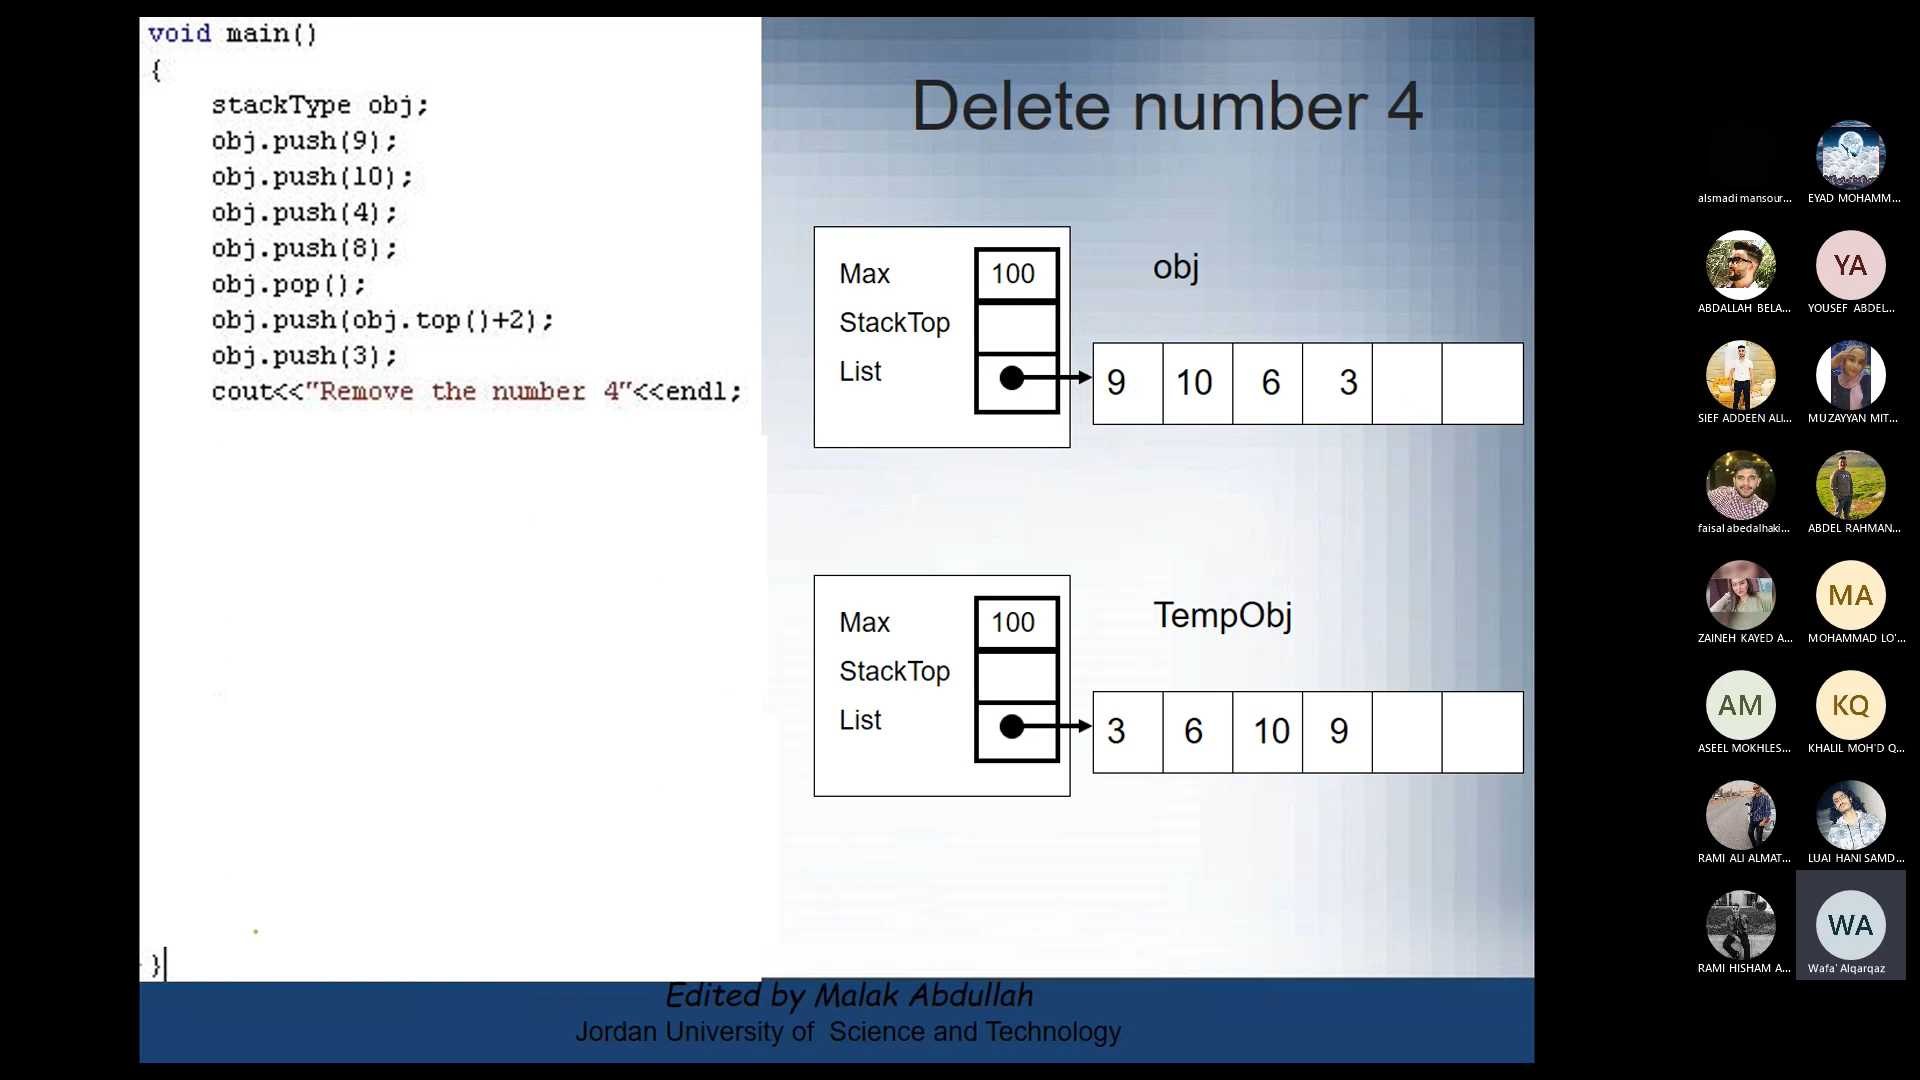 void main()
{
stackType obj;
obj.push(9);
obj.push(10);
obj.push(4);
obj.push(8);
obj.pop();
obj.push(obj.top()+2);
obj.push(3);
cout<<"Remove the number 4"<<endl;
}
Delete number 4
obj
Max 100
StackTop
List
9 10 6 3
TempObj
Max 100
StackTop
List
3 6 10 9
Edited by Malak Abdullah
Jordan University of Science and Technology
alsmadi mansour...
EYAD MOHAMM...
ABDALLAH BELA...
YA
YOUSEF ABDEL...
SIEF ADDEEN ALI...
MUZAYYAN MIT...
faisal abedalhaki...
ABDEL RAHMAN...
ZAINEH KAYED A...
MA
MOHAMMAD LO'...
AM
ASEEL MOKHLES...
KQ
KHALIL MOH'D Q...
RAMI ALI ALMAT...
LUAI HANI SAMD...
RAMI HISHAM A...
WA
Wafa' Alqarqaz